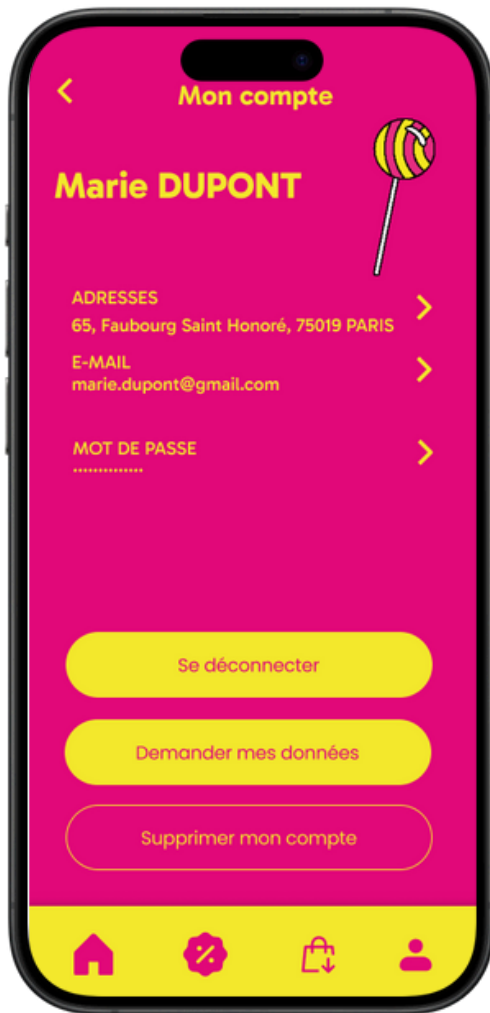 Mon compte
Marie DUPONT
ADRESSES
65, Faubourg Saint Honoré, 75019 PARIS
E-MAIL
marie.dupont@gmail.com
MOT DE PASSE
..............
Se déconnecter
Demander mes données
Supprimer mon compte